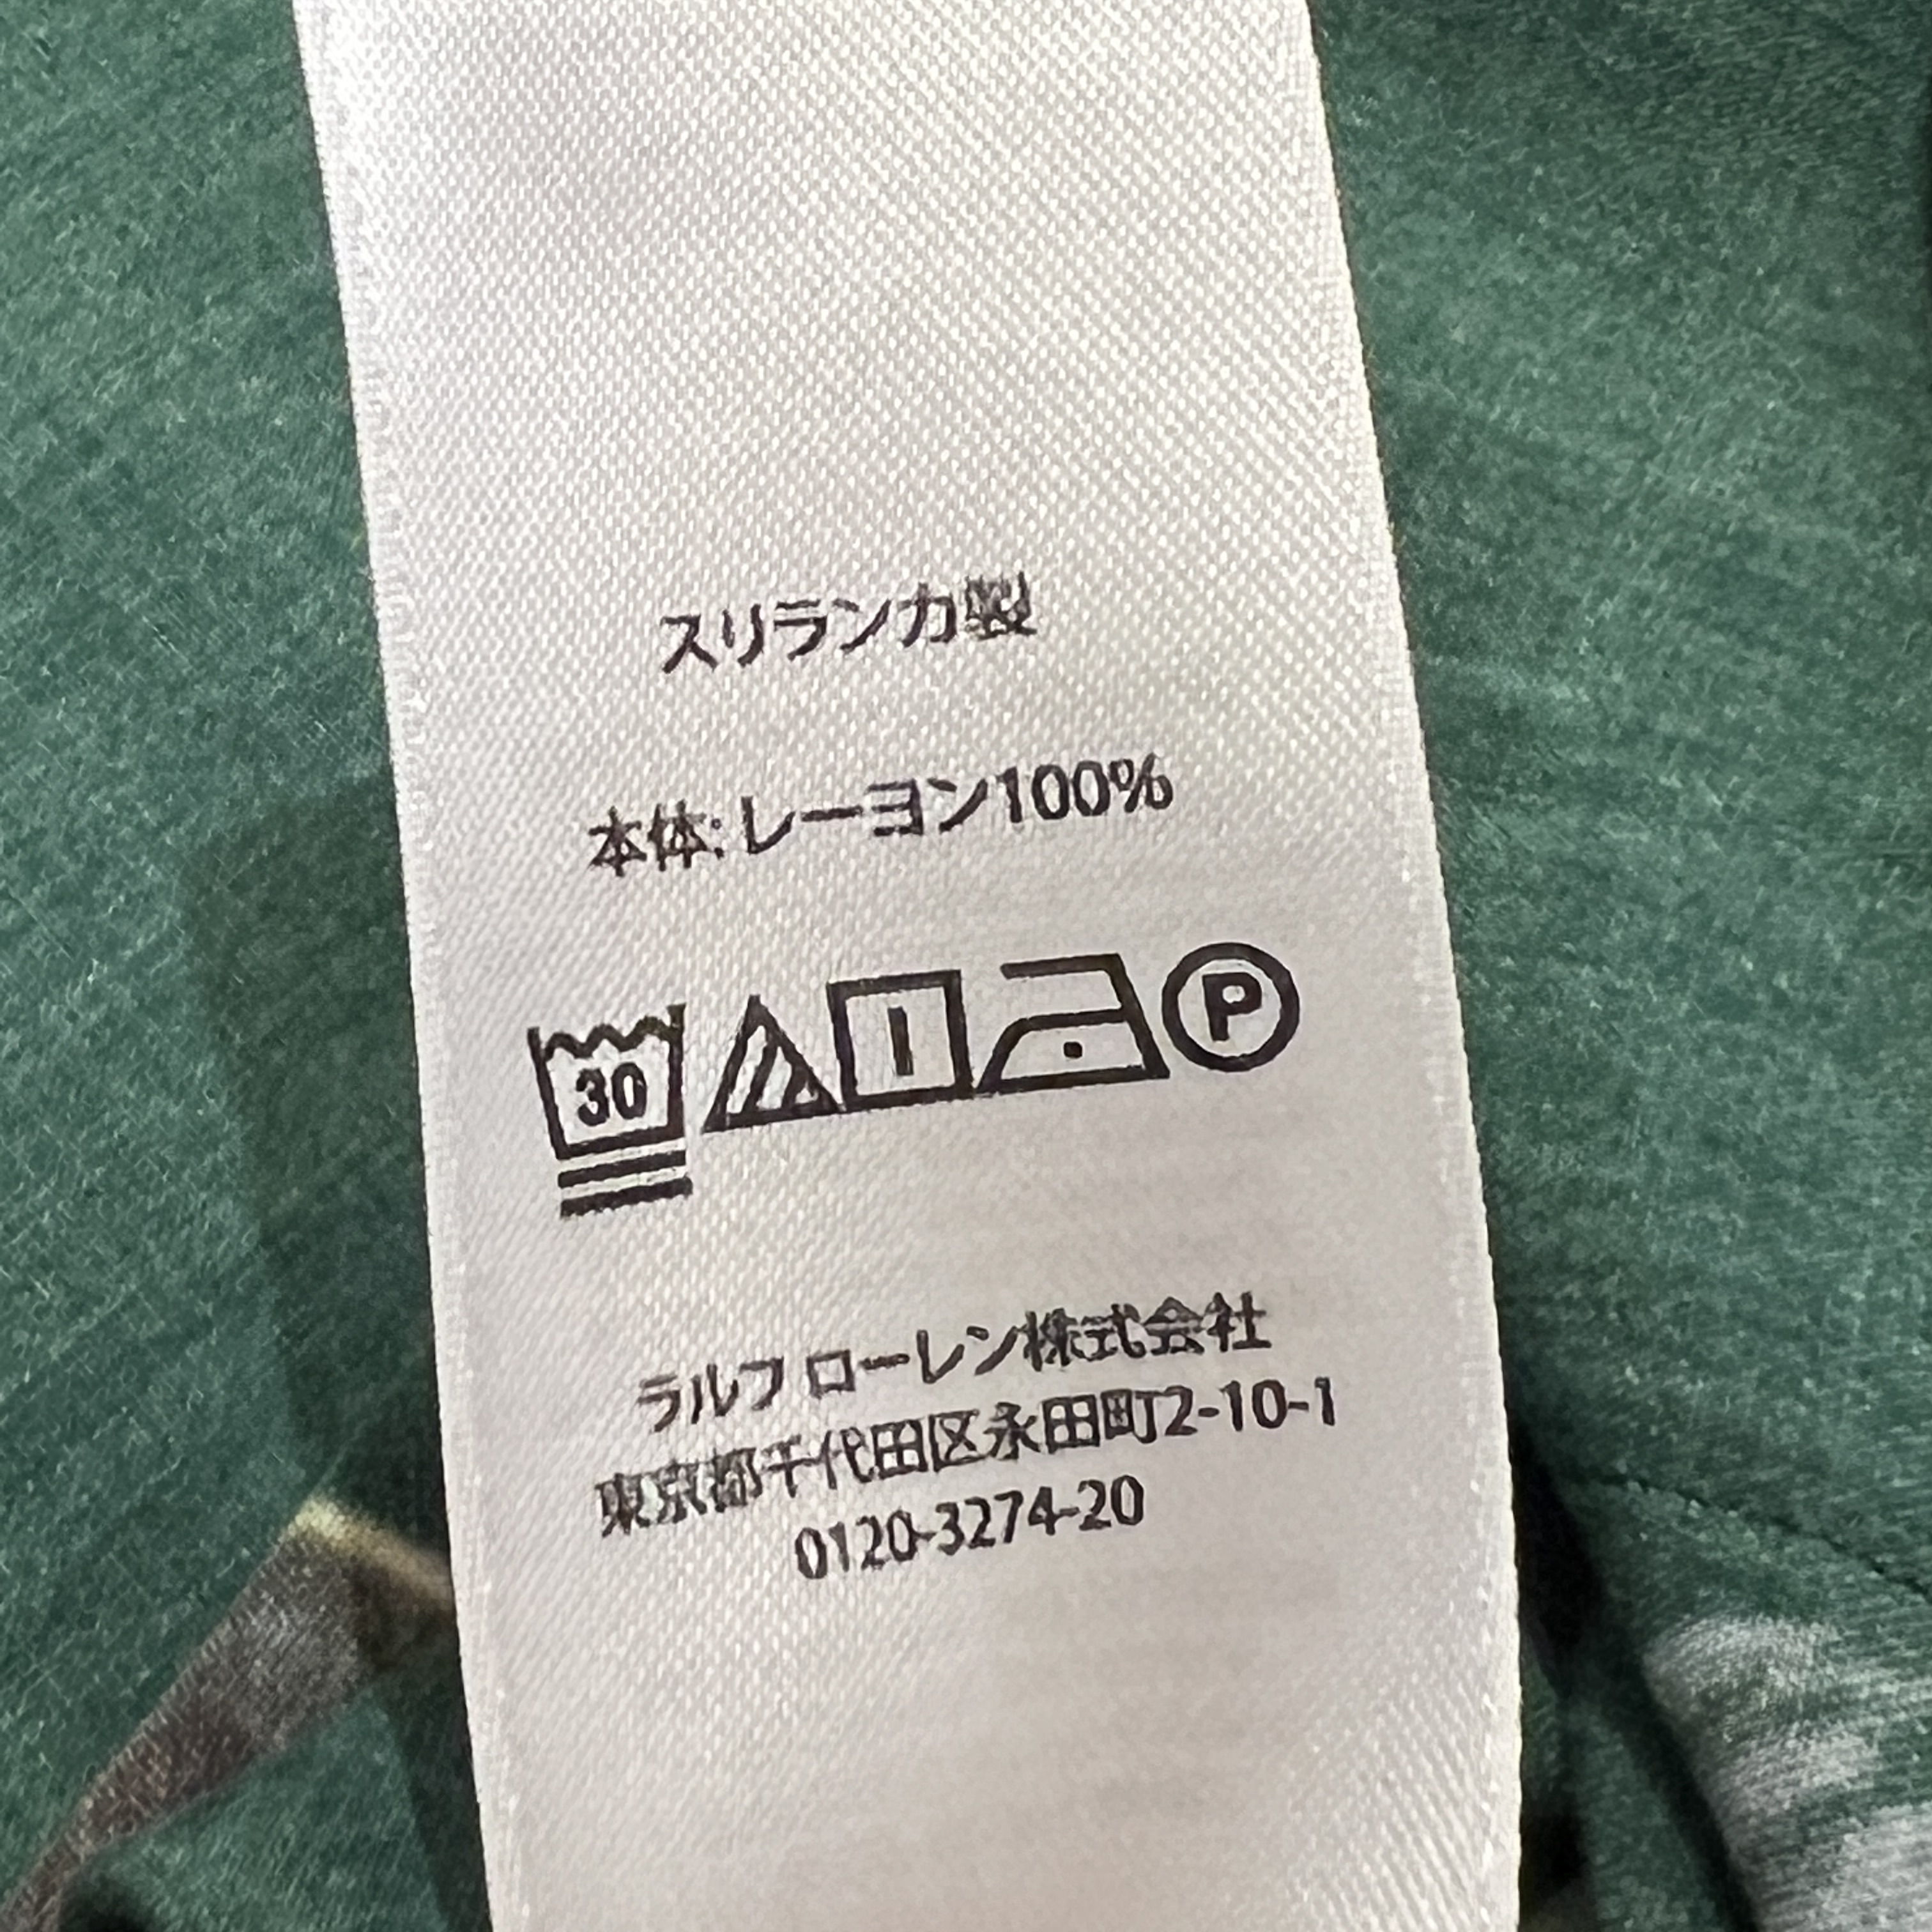 スリランカ製
本体: レーヨン100%
30 P
ラルフ ローレン株式会社
東京都千代田区永田町2-10-1
0120-3274-20